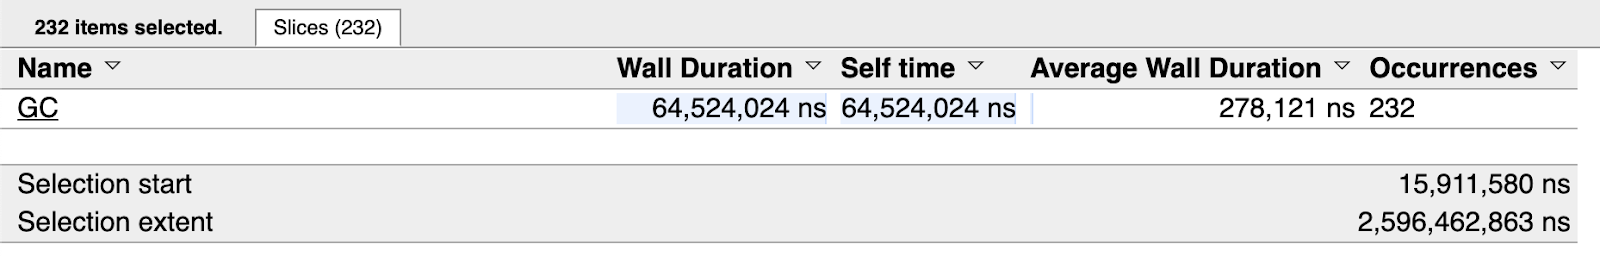 232 items selected. Slices (232)
Name ▽ Wall Duration ▽ Self time ▽ Average Wall Duration ▽ Occurrences ▽
GC 64,524,024 ns 64,524,024 ns 278,121 ns 232
Selection start 15,911,580 ns
Selection extent 2,596,462,863 ns